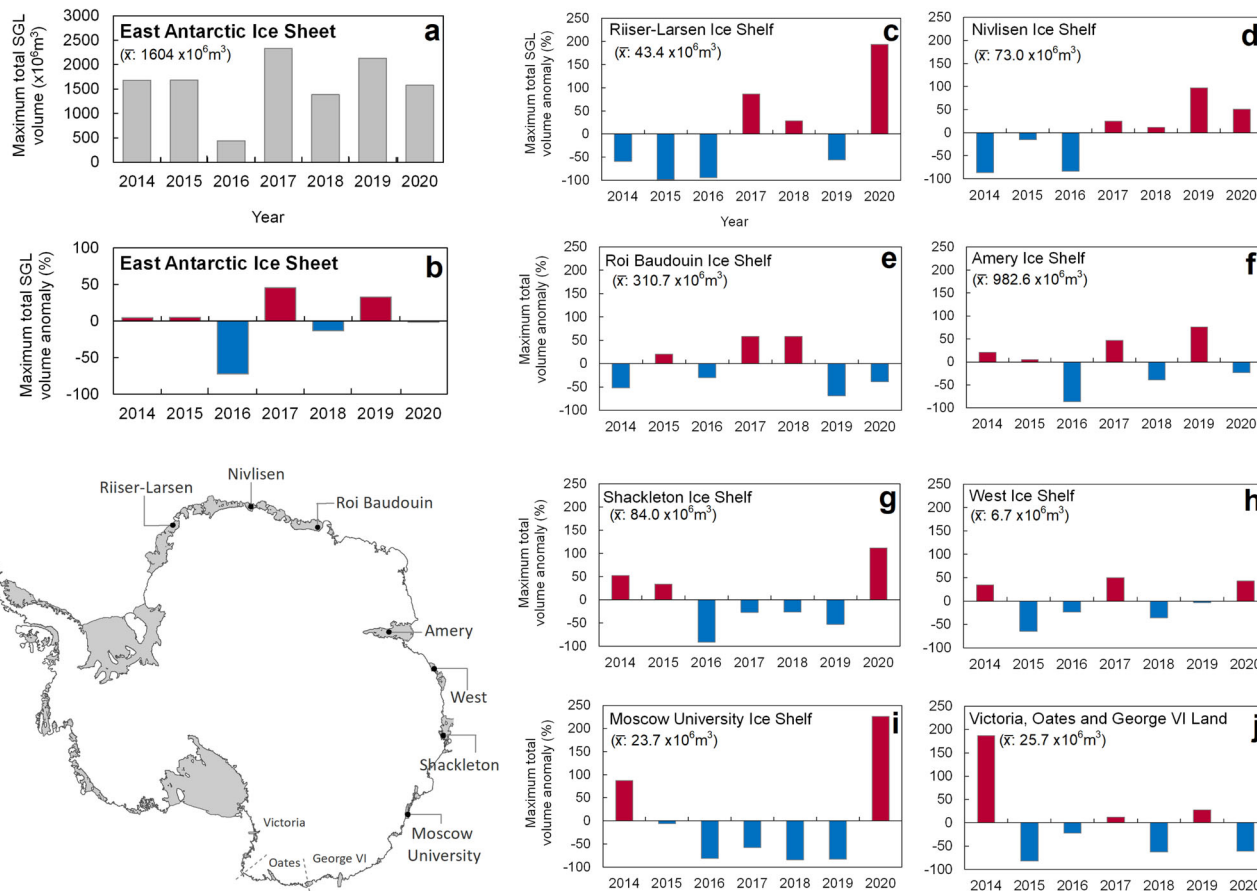 East Antarctic Ice Sheet
a
(x̄: 1604 x10⁶m³)
Maximum total SGL
volume (x10⁶m³)
3000
2500
2000
1500
1000
500
0
2014 2015 2016 2017 2018 2019 2020
Year
East Antarctic Ice Sheet
b
Maximum total SGL
volume anomaly (%)
100
50
0
-50
-100
2014 2015 2016 2017 2018 2019 2020
Riiser-Larsen Ice Shelf
c
(x̄: 43.4 x10⁶m³)
Maximum total SGL
volume anomaly (%)
250
200
150
100
50
0
-50
-100
2014 2015 2016 2017 2018 2019 2020
Year
Nivlisen Ice Shelf
d
(x̄: 73.0 x10⁶m³)
250
200
150
100
50
0
-50
-100
2014 2015 2016 2017 2018 2019 2020
Roi Baudouin Ice Shelf
e
(x̄: 310.7 x10⁶m³)
Maximum total
volume anomaly (%)
250
200
150
100
50
0
-50
-100
2014 2015 2016 2017 2018 2019 2020
Amery Ice Shelf
f
(x̄: 982.6 x10⁶m³)
250
200
150
100
50
0
-50
-100
2014 2015 2016 2017 2018 2019 2020
Shackleton Ice Shelf
g
(x̄: 84.0 x10⁶m³)
Maximum total
volume anomaly (%)
250
200
150
100
50
0
-50
-100
2014 2015 2016 2017 2018 2019 2020
West Ice Shelf
h
(x̄: 6.7 x10⁶m³)
250
200
150
100
50
0
-50
-100
2014 2015 2016 2017 2018 2019 2020
Moscow University Ice Shelf
i
(x̄: 23.7 x10⁶m³)
Maximum total
volume anomaly (%)
250
200
150
100
50
0
-50
-100
2014 2015 2016 2017 2018 2019 2020
Victoria, Oates and George VI Land
j
(x̄: 25.7 x10⁶m³)
250
200
150
100
50
0
-50
-100
2014 2015 2016 2017 2018 2019 2020
Nivlisen
Riiser-Larsen
Roi Baudouin
Amery
West
Shackleton
Moscow
University
Victoria
Oates
George VI